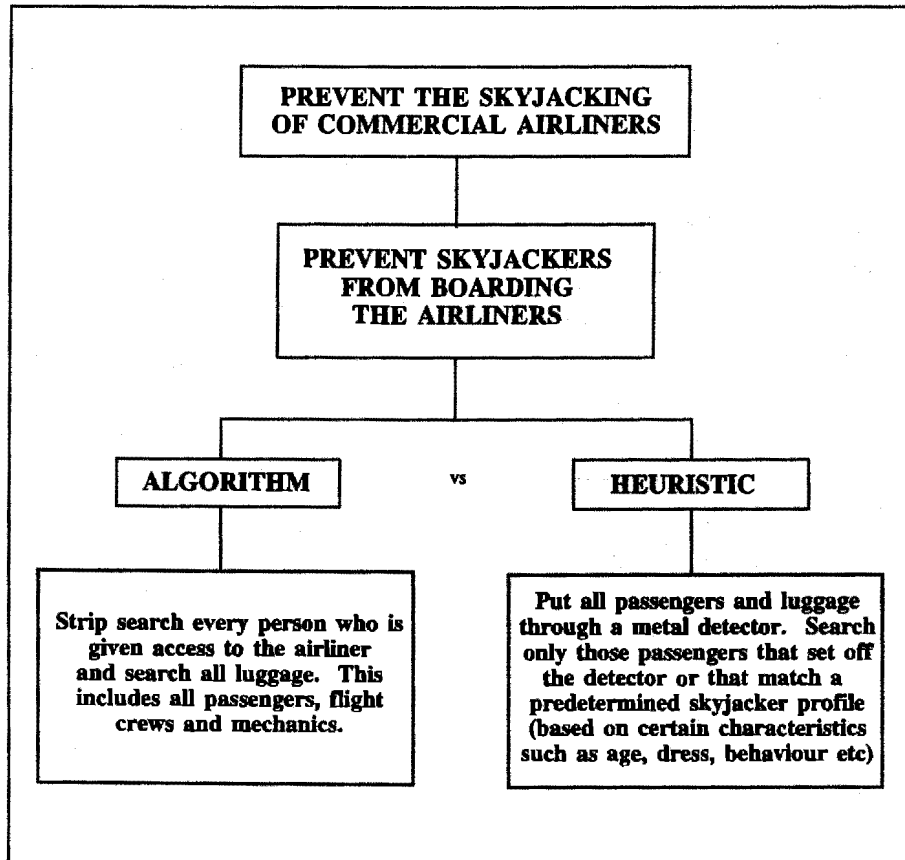 PREVENT THE SKYJACKING
OF COMMERCIAL AIRLINERS
PREVENT SKYJACKERS
FROM BOARDING
THE AIRLINERS
ALGORITHM
vs
HEURISTIC
Strip search every person who is
given access to the airliner
and search all luggage. This
includes all passengers, flight
crews and mechanics.
Put all passengers and luggage
through a metal detector. Search
only those passengers that set off
the detector or that match a
predetermined skyjacker profile
(based on certain characteristics
such as age, dress, behaviour etc)